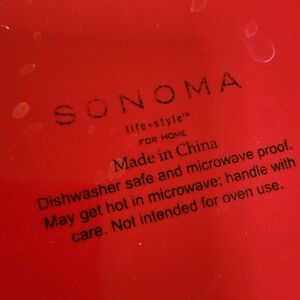 SONOMA
life+style™
FOR HOME
Made in China
Dishwasher safe and microwave proof.
May get hot in microwave; handle with
care. Not intended for oven use.